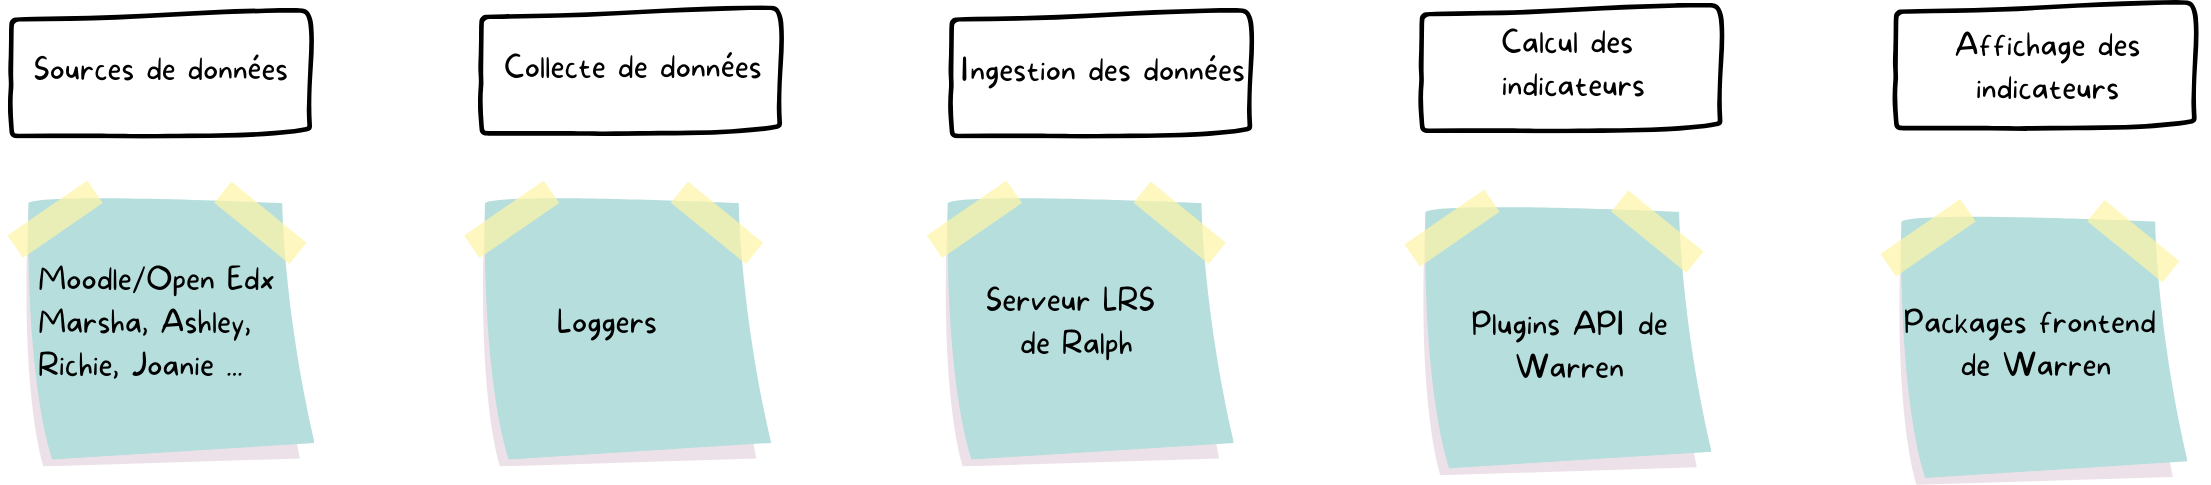 Sources de données
Collecte de données
Ingestion des données
Calcul des
indicateurs
Affichage des
indicateurs
Moodle/Open Edx
Marsha, Ashley,
Richie, Joanie ...
Loggers
Serveur LRS
de Ralph
Plugins API de
Warren
Packages frontend
de Warren